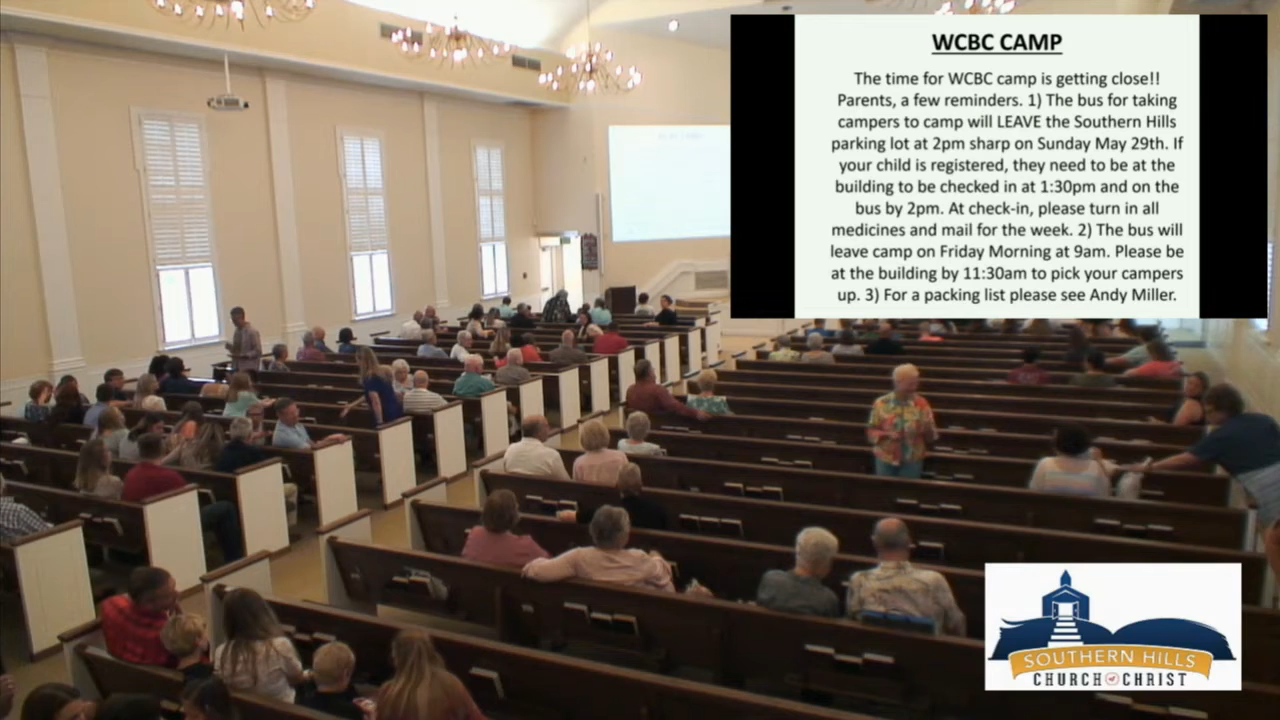 WCBC CAMP
The time for WCBC camp is getting close!!
Parents, a few reminders. 1) The bus for taking
campers to camp will LEAVE the Southern Hills
parking lot at 2pm sharp on Sunday May 29th. If
your child is registered, they need to be at the
building to be checked in at 1:30pm and on the
bus by 2pm. At check-in, please turn in all
medicines and mail for the week. 2) The bus will
leave camp on Friday Morning at 9am. Please be
at the building by 11:30am to pick your campers
up. 3) For a packing list please see Andy Miller.
SOUTHERN HILLS
CHURCH OF CHRIST